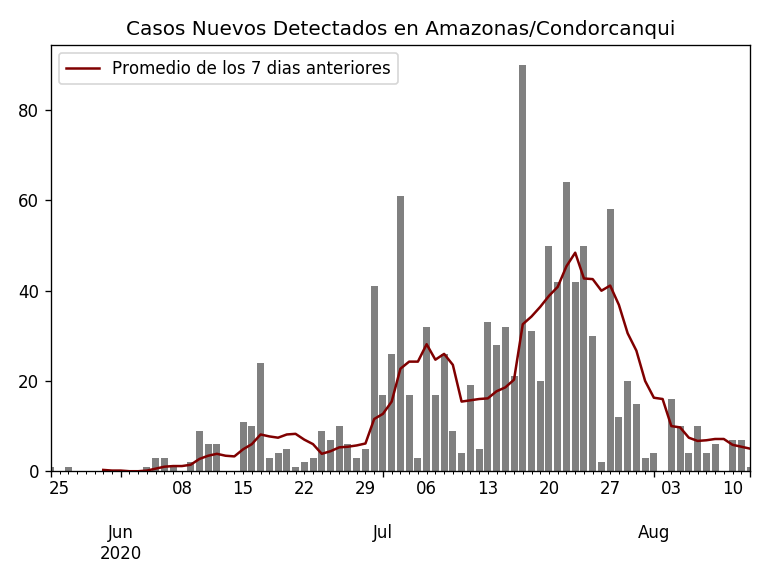 Casos Nuevos Detectados en Amazonas/Condorcanqui
Promedio de los 7 dias anteriores
80
60
40
20
0
25 08 15 22 29 06 13 20 27 03 10
Jun Jul Aug
2020